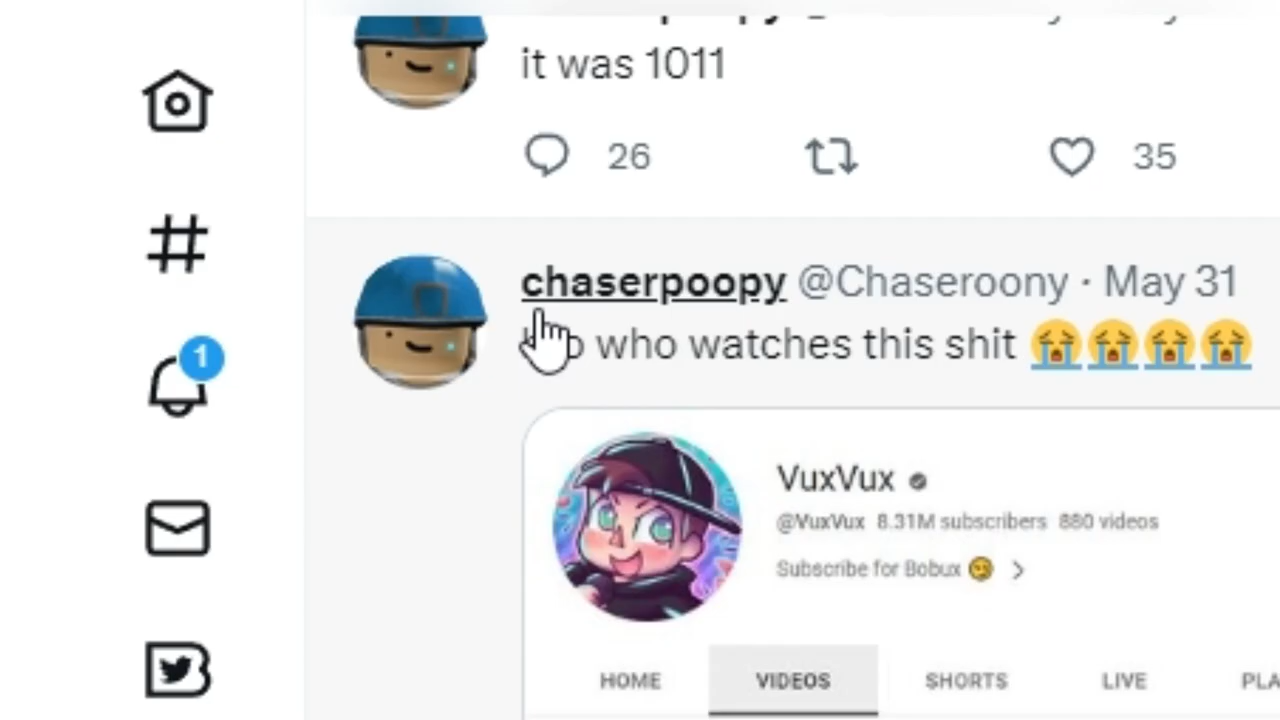 it was 1011
26 35
1
chaserpoopy @Chaseroony · May 31
who watches this shit 😭😭😭😭
VuxVux
@VuxVux 8.31M subscribers 880 videos
Subscribe for Bobux 😏 >
HOME VIDEOS SHORTS LIVE